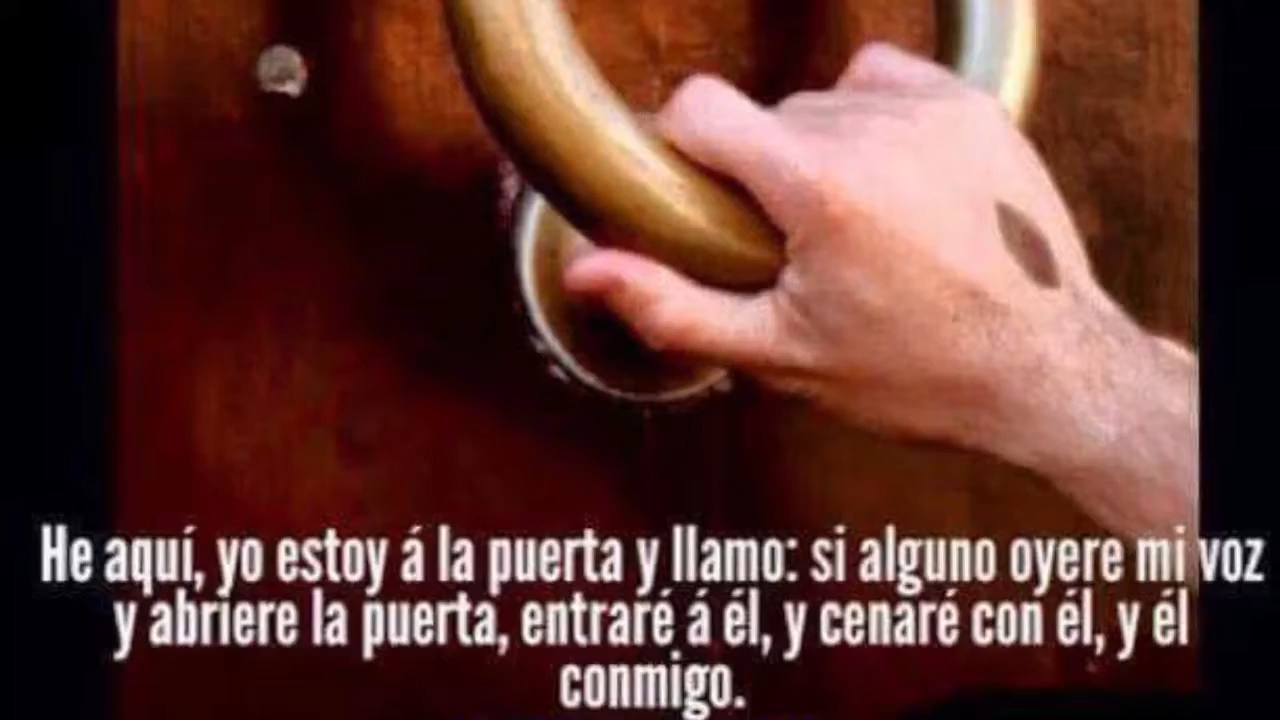 He aquí, yo estoy á la puerta y llamo: si alguno oyere mi voz
y abriere la puerta, entraré á él, y cenaré con él, y él
conmigo.